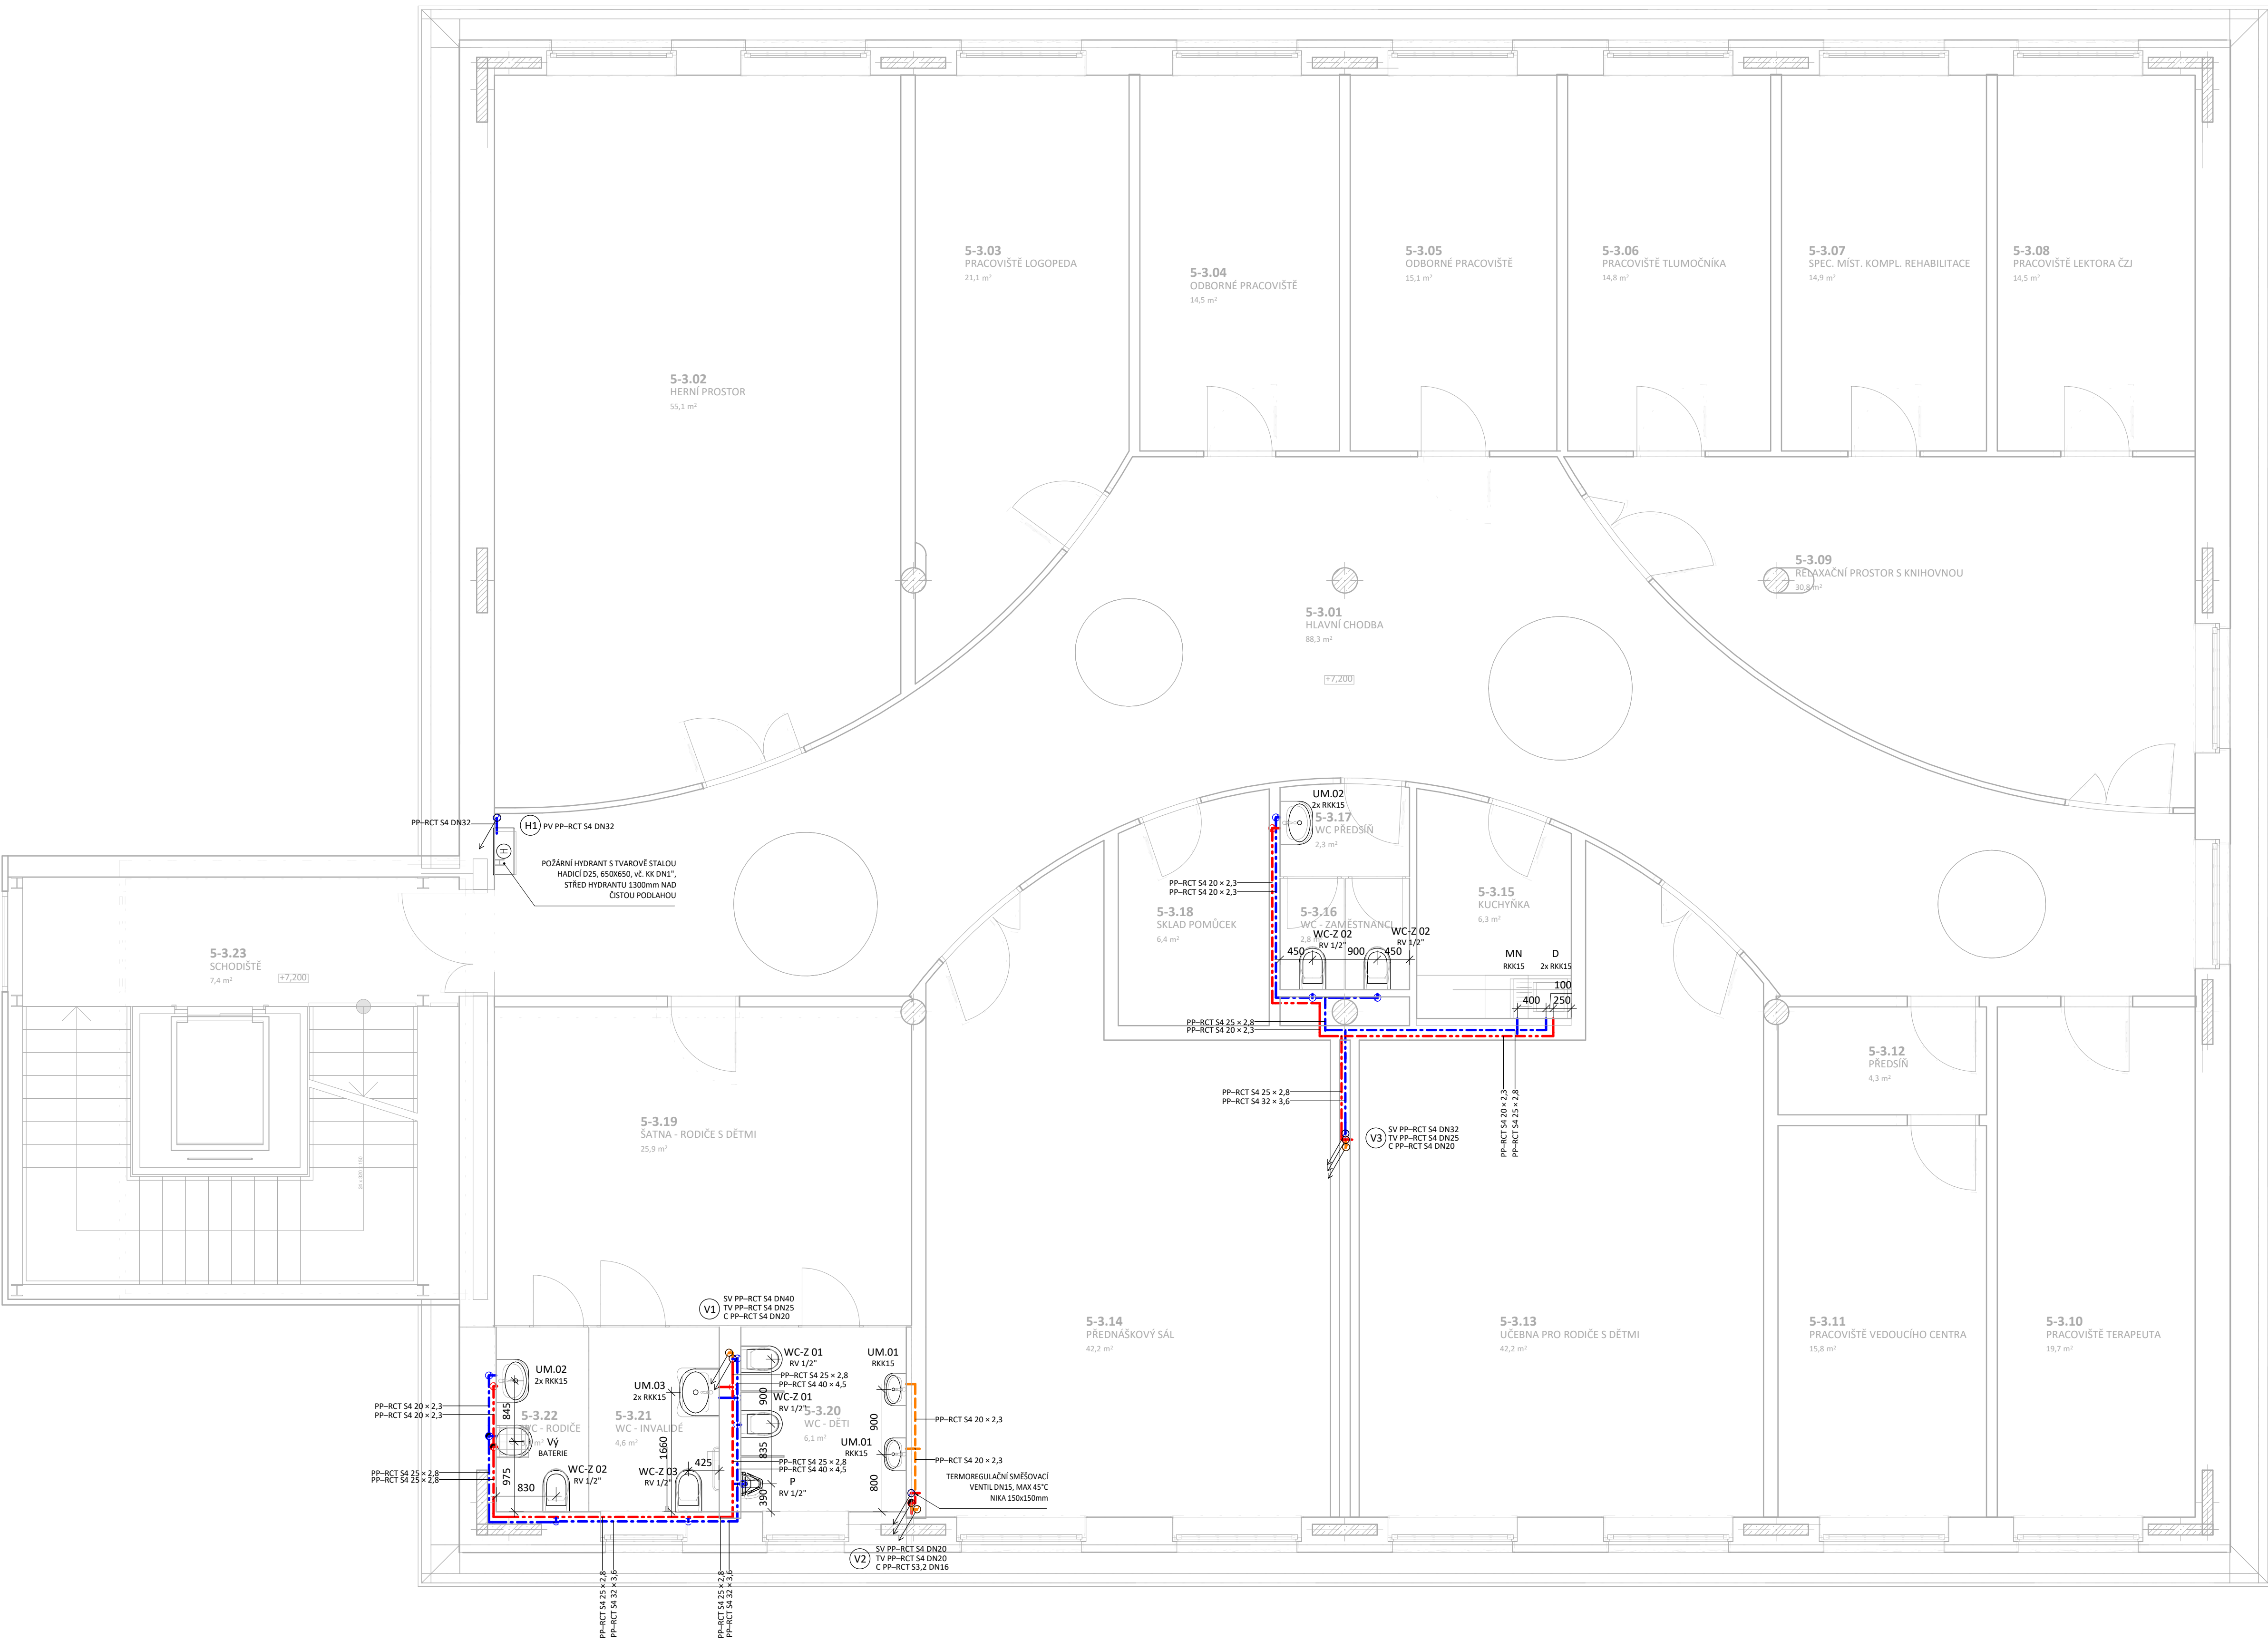 5-3.03
PRACOVIŠTĚ LOGOPEDA
21,1 m²
5-3.04
ODBORNÉ PRACOVIŠTĚ
14,5 m²
5-3.05
ODBORNÉ PRACOVIŠTĚ
15,1 m²
5-3.06
PRACOVIŠTĚ TLUMOČNÍKA
14,8 m²
5-3.07
SPEC. MÍST. KOMPL. REHABILITACE
14,9 m²
5-3.08
PRACOVIŠTĚ LEKTORA ČZJ
14,5 m²
5-3.02
HERNÍ PROSTOR
55,1 m²
5-3.09
RELAXAČNÍ PROSTOR S KNIHOVNOU
30,8 m²
5-3.01
HLAVNÍ CHODBA
88,3 m²
+7,200
PP–RCT S4 DN32
H1
PV PP–RCT S4 DN32
H
POŽÁRNÍ HYDRANT S TVAROVĚ STALOU
HADICÍ D25, 650X650, vč. KK DN1",
STŘED HYDRANTU 1300mm NAD
ČISTOU PODLAHOU
UM.02
2x RKK15
5-3.17
WC PŘEDSÍŇ
2,3 m²
PP–RCT S4 20 × 2,3
PP–RCT S4 20 × 2,3
5-3.18
SKLAD POMŮCEK
6,4 m²
5-3.16
WC - ZAMĚSTNANCI
2,8 m²
WC-Z 02
RV 1/2"
WC-Z 02
RV 1/2"
450
900
450
5-3.15
KUCHYŇKA
6,3 m²
MN
RKK15
D
2x RKK15
100
400
250
PP–RCT S4 25 × 2,8
PP–RCT S4 20 × 2,3
PP–RCT S4 20 × 2,3
PP–RCT S4 25 × 2,8
PP–RCT S4 25 × 2,8
PP–RCT S4 32 × 3,6
V3
SV PP–RCT S4 DN32
TV PP–RCT S4 DN25
C PP–RCT S4 DN20
5-3.23
SCHODIŠTĚ
7,4 m²
+7,200
5-3.12
PŘEDSÍŇ
4,3 m²
5-3.19
ŠATNA - RODIČE S DĚTMI
25,9 m²
5-3.14
PŘEDNÁŠKOVÝ SÁL
42,2 m²
5-3.13
UČEBNA PRO RODIČE S DĚTMI
42,2 m²
5-3.11
PRACOVIŠTĚ VEDOUCÍHO CENTRA
15,8 m²
5-3.10
PRACOVIŠTĚ TERAPEUTA
19,7 m²
V1
SV PP–RCT S4 DN40
TV PP–RCT S4 DN25
C PP–RCT S4 DN20
UM.02
2x RKK15
UM.03
2x RKK15
WC-Z 01
RV 1/2"
UM.01
RKK15
PP–RCT S4 25 × 2,8
PP–RCT S4 40 × 4,5
PP–RCT S4 20 × 2,3
PP–RCT S4 20 × 2,3
845
5-3.22
WC - RODIČE
5-3.21
WC - INVALIDÉ
4,6 m²
WC-Z 01
RV 1/2"
900
5-3.20
WC - DĚTI
6,1 m²
900
PP–RCT S4 20 × 2,3
Vý
BATERIE
1660
835
UM.01
RKK15
PP–RCT S4 20 × 2,3
PP–RCT S4 25 × 2,8
PP–RCT S4 25 × 2,8
975
830
WC-Z 02
RV 1/2"
WC-Z 03
RV 1/2"
425
PP–RCT S4 25 × 2,8
PP–RCT S4 40 × 4,5
P
RV 1/2"
390
800
TERMOREGULAČNÍ SMĚŠOVACÍ
VENTIL DN15, MAX 45°C
NIKA 150x150mm
V2
SV PP–RCT S4 DN20
TV PP–RCT S4 DN20
C PP–RCT S3,2 DN16
PP–RCT S4 25 × 2,8
PP–RCT S4 32 × 3,6
PP–RCT S4 25 × 2,8
PP–RCT S4 32 × 3,6